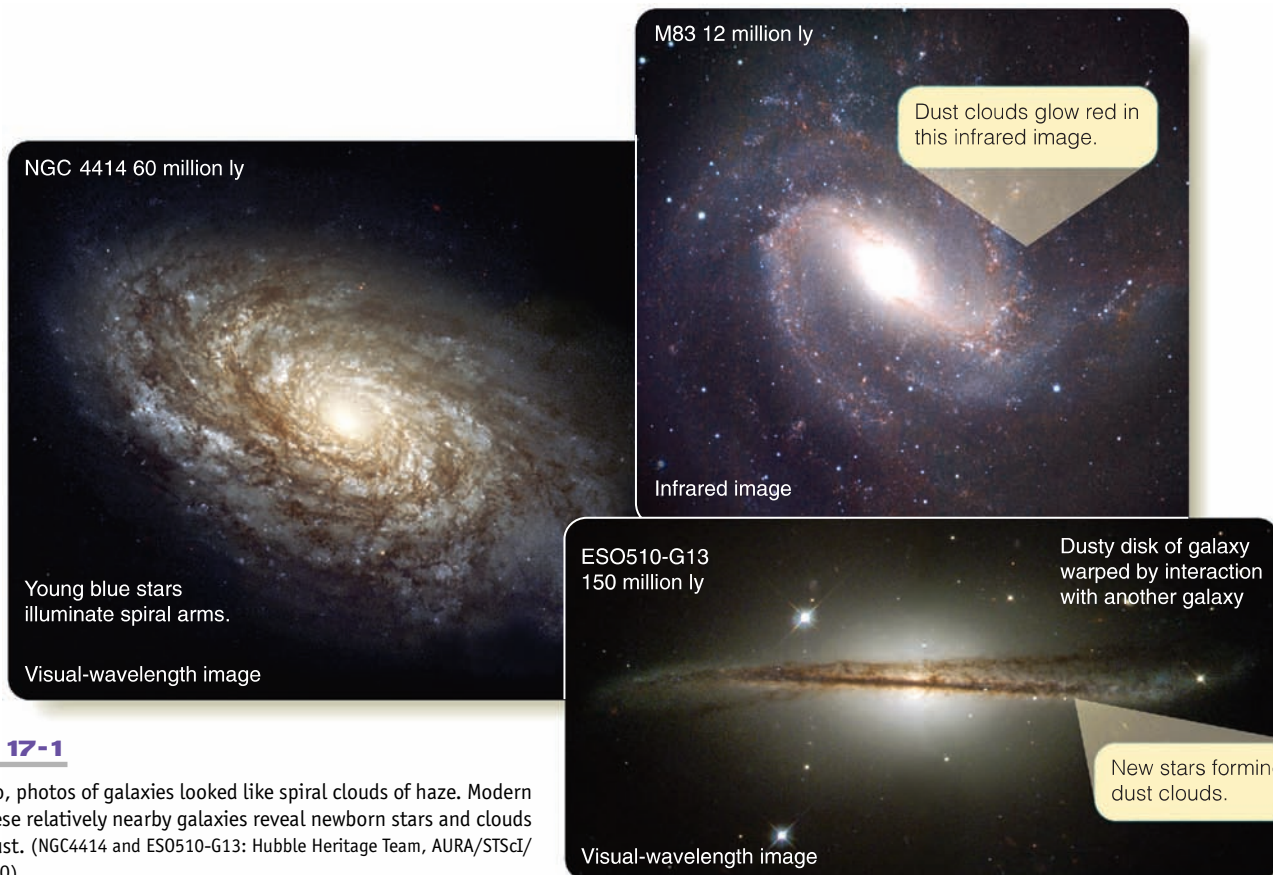 M83 12 million ly
Dust clouds glow red in
this infrared image.
Infrared image
NGC 4414 60 million ly
Young blue stars
illuminate spiral arms.
Visual-wavelength image
ESO510-G13
150 million ly
Dusty disk of galaxy
warped by interaction
with another galaxy
New stars forming
dust clouds.
Visual-wavelength image
17-1
photos of galaxies looked like spiral clouds of haze. Modern
relatively nearby galaxies reveal newborn stars and clouds
(NGC4414 and ESO510-G13: Hubble Heritage Team, AURA/STScI/